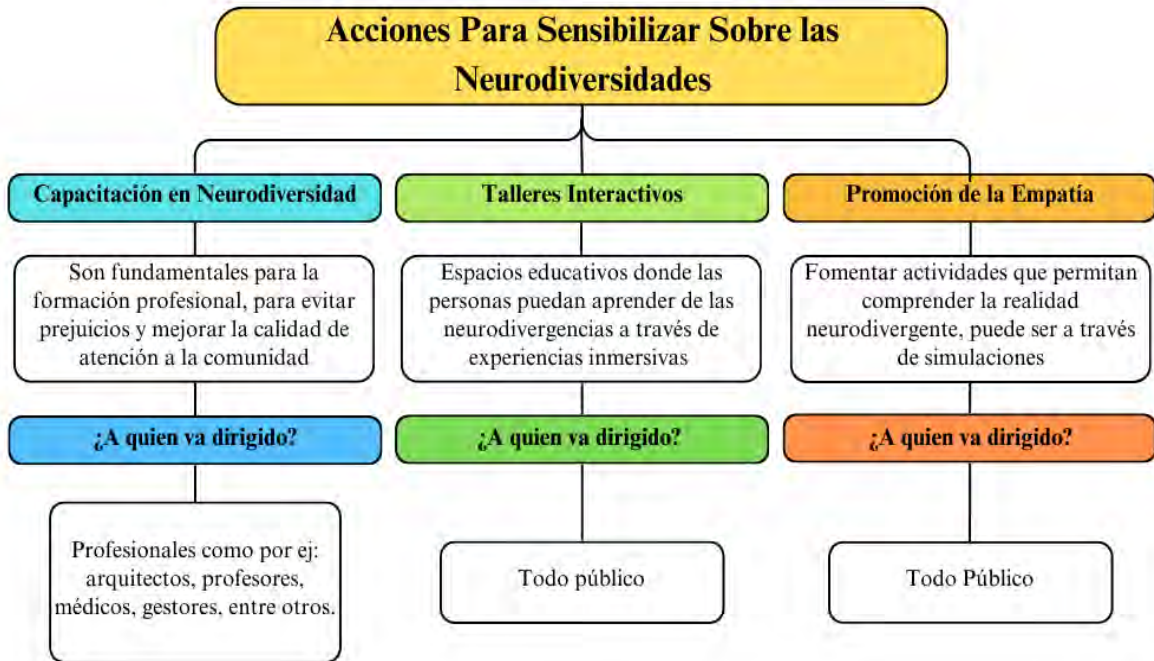 Acciones Para Sensibilizar Sobre las
Neurodiversidades
Capacitación en Neurodiversidad
Talleres Interactivos
Promoción de la Empatía
Son fundamentales para la
formación profesional, para evitar
prejuicios y mejorar la calidad de
atención a la comunidad
Espacios educativos donde las
personas puedan aprender de las
neurodivergencias a través de
experiencias inmersivas
Fomentar actividades que permitan
comprender la realidad
neurodivergente, puede ser a través
de simulaciones
¿A quien va dirigido?
¿A quien va dirigido?
¿A quien va dirigido?
Profesionales como por ej:
arquitectos, profesores,
médicos, gestores, entre otros.
Todo público
Todo Público